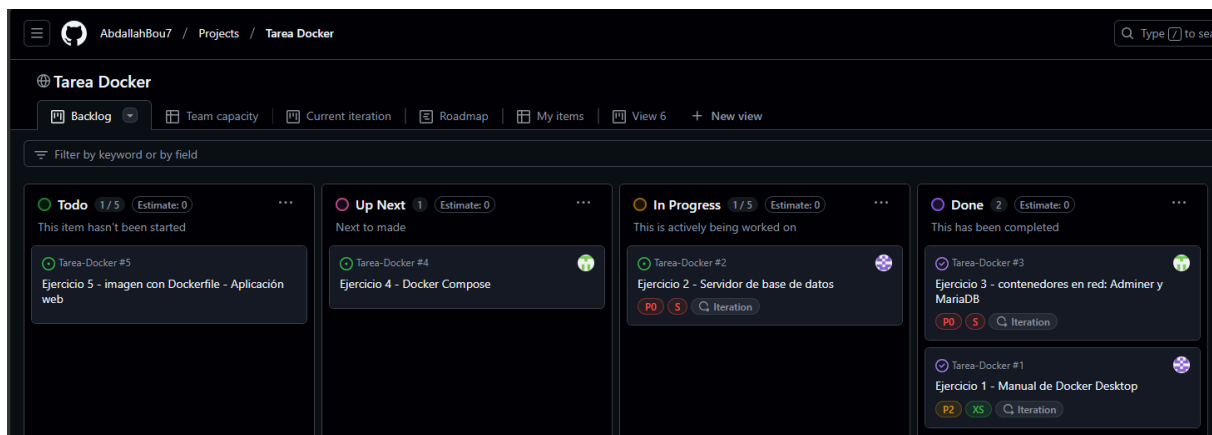 AbdallahBou7 / Projects / Tarea Docker
Type / to sea
Tarea Docker
Backlog
Team capacity
Current iteration
Roadmap
My items
View 6
+ New view
Filter by keyword or by field
Todo 1 / 5 Estimate: 0 ...
This item hasn't been started
Tarea-Docker #5
Ejercicio 5 - imagen con Dockerfile - Aplicación
web
Up Next 1 Estimate: 0 ...
Next to made
Tarea-Docker #4
Ejercicio 4 - Docker Compose
In Progress 1 / 5 Estimate: 0 ...
This is actively being worked on
Tarea-Docker #2
Ejercicio 2 - Servidor de base de datos
P0 S Iteration
Done 2 Estimate: 0 ...
This has been completed
Tarea-Docker #3
Ejercicio 3 - contenedores en red: Adminer y
MariaDB
P0 S Iteration
Tarea-Docker #1
Ejercicio 1 - Manual de Docker Desktop
P2 XS Iteration